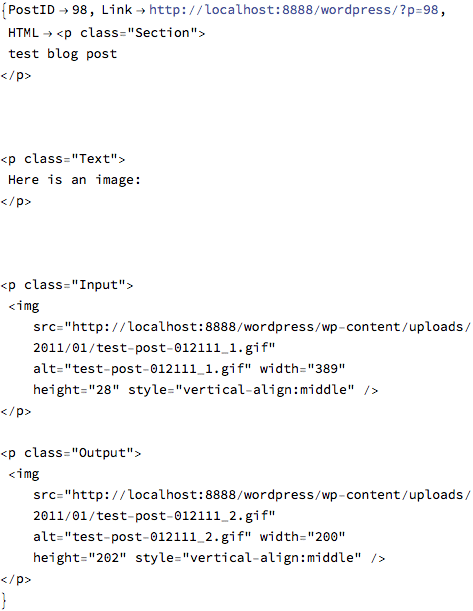 {PostID→98, Link→http://localhost:8888/wordpress/?p=98,
HTML→<p class="Section">
test blog post
</p>
<p class="Text">
Here is an image:
</p>
<p class="Input">
<img
src="http://localhost:8888/wordpress/wp-content/uploads/
2011/01/test-post-012111_1.gif"
alt="test-post-012111_1.gif" width="389"
height="28" style="vertical-align:middle" />
</p>
<p class="Output">
<img
src="http://localhost:8888/wordpress/wp-content/uploads/
2011/01/test-post-012111_2.gif"
alt="test-post-012111_2.gif" width="200"
height="202" style="vertical-align:middle" />
</p>
}